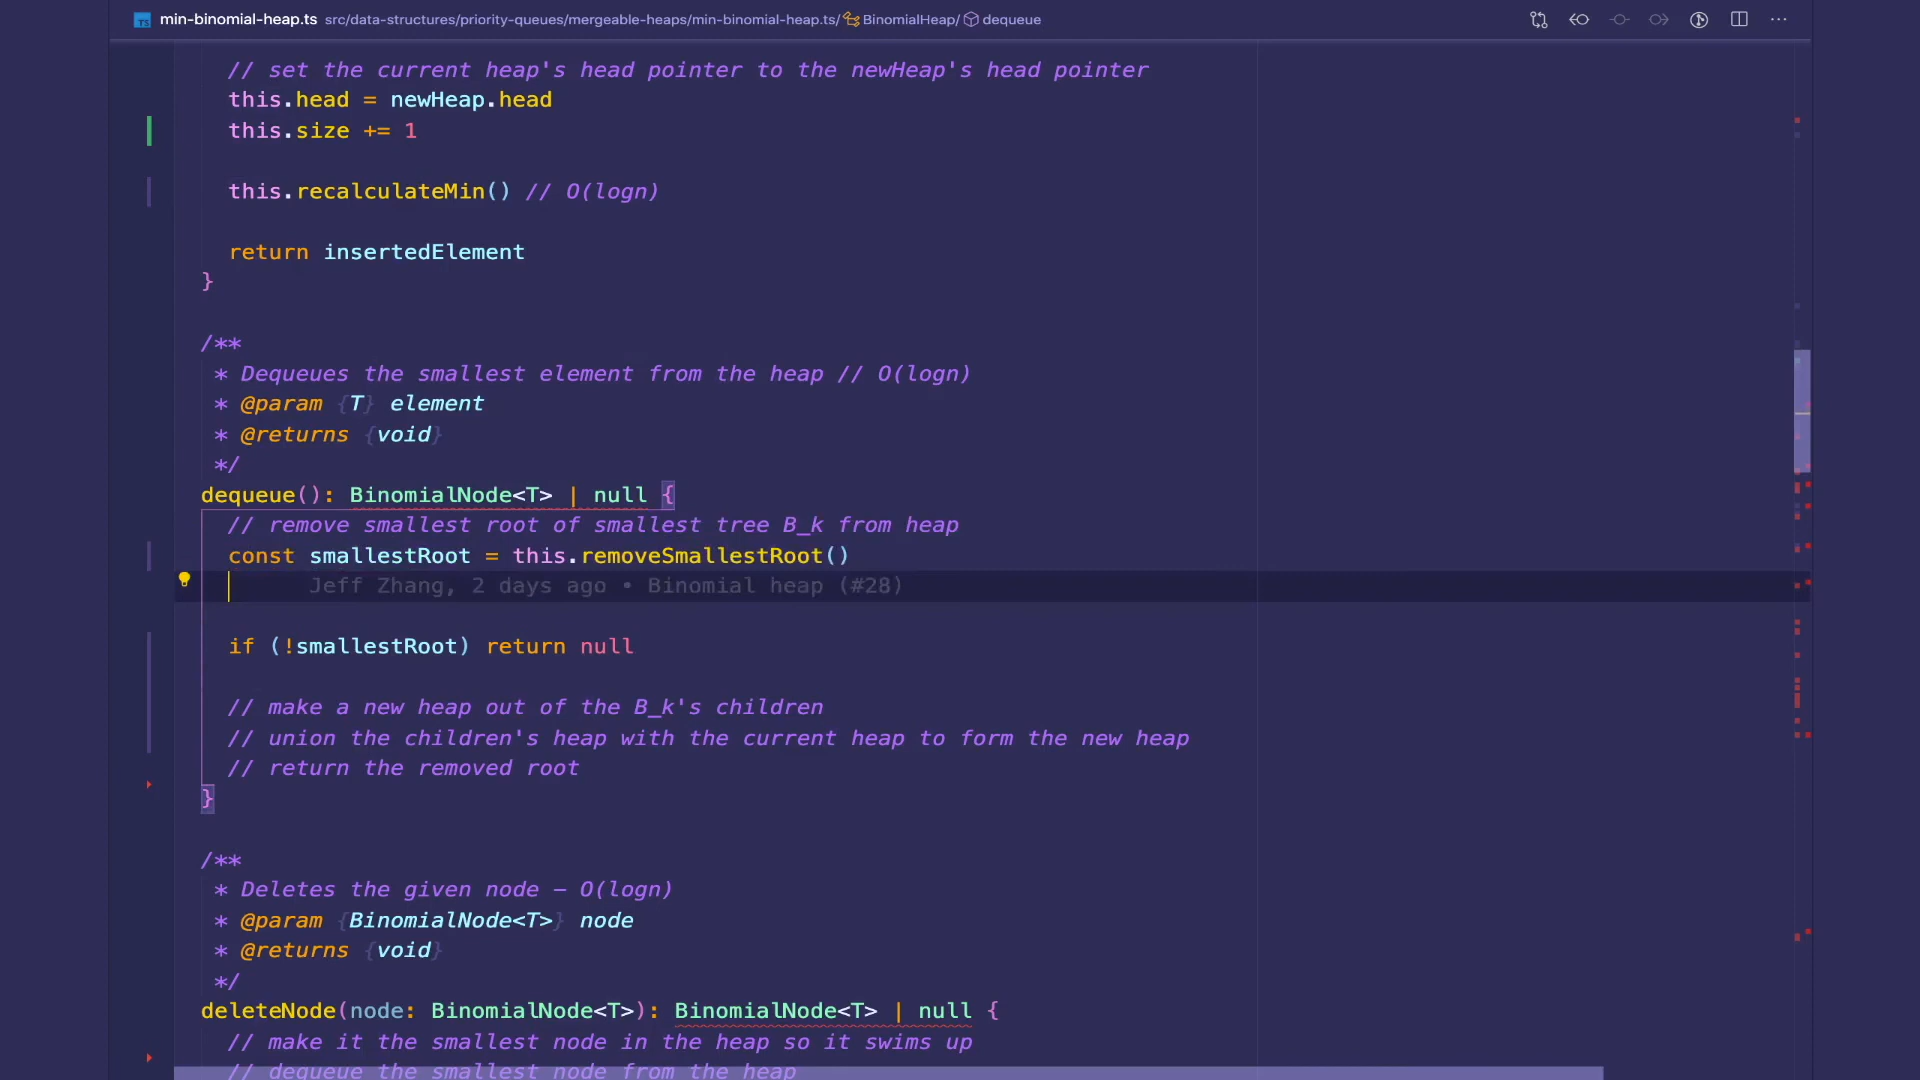 min-binomial-heap.ts src/data-structures/priority-queues/mergeable-heaps/min-binomial-heap.ts/ BinomialHeap/ dequeue
// set the current heap's head pointer to the newHeap's head pointer
this.head = newHeap.head
this.size += 1
this.recalculateMin() // O(logn)
return insertedElement
}
/**
* Dequeues the smallest element from the heap // O(logn)
* @param {T} element
* @returns {void}
*/
dequeue(): BinomialNode<T> | null {
// remove smallest root of smallest tree B_k from heap
const smallestRoot = this.removeSmallestRoot()
Jeff Zhang, 2 days ago • Binomial heap (#28)
if (!smallestRoot) return null
// make a new heap out of the B_k's children
// union the children's heap with the current heap to form the new heap
// return the removed root
}
/**
* Deletes the given node – O(logn)
* @param {BinomialNode<T>} node
* @returns {void}
*/
deleteNode(node: BinomialNode<T>): BinomialNode<T> | null {
// make it the smallest node in the heap so it swims up
// dequeue the smallest node from the heap